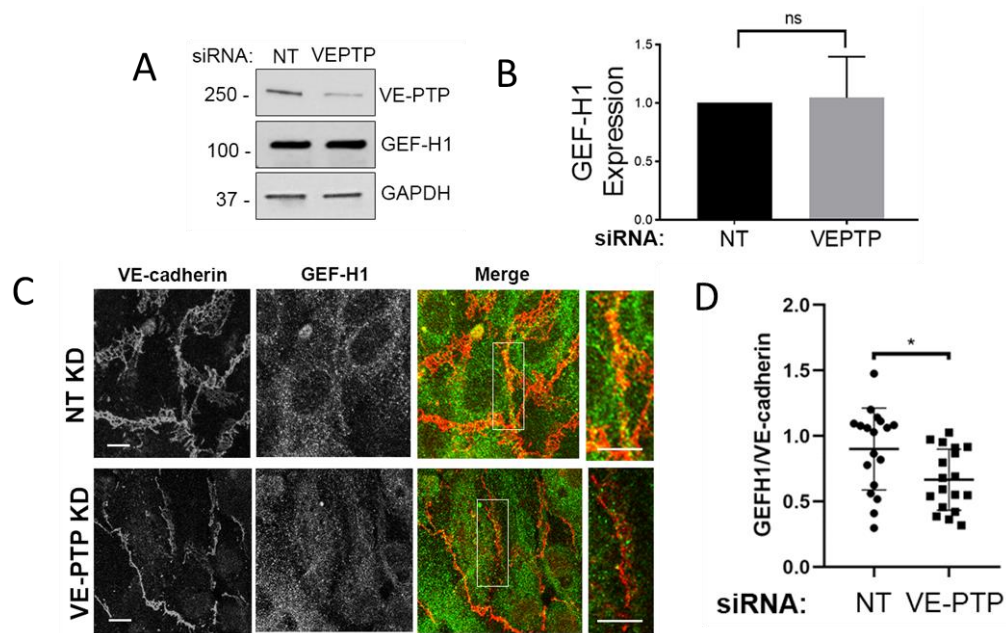 A
siRNA: NT VEPTP
250 - VE-PTP
100 - GEF-H1
37 - GAPDH
B
ns
GEF-H1
Expression
1.5
1.0
0.5
0.0
siRNA: NT VEPTP
C
VE-cadherin GEF-H1 Merge
NT KD
VE-PTP KD
D
GEFH1/VE-cadherin
2.0
*
1.5
1.0
0.5
0.0
siRNA: NT VE-PTP